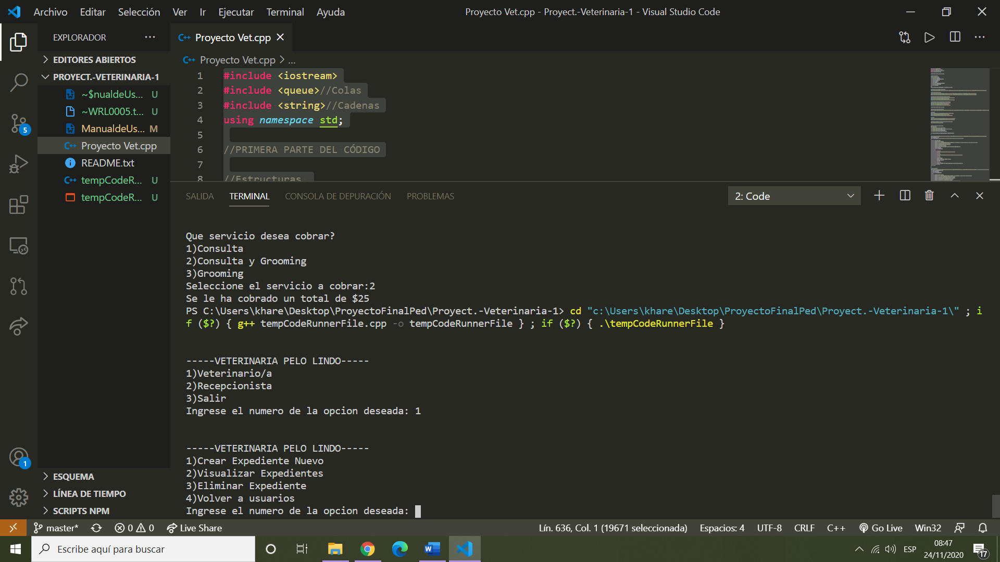 Archivo Editar Selección Ver Ir Ejecutar Terminal Ayuda
Proyecto Vet.cpp - Proyect.-Veterinaria-1 - Visual Studio Code
EXPLORADOR
EDITORES ABIERTOS
PROYECT.-VETERINARIA-1
~$nualdeUs... U
~WRL0005.t... U
ManualdeUs... M
Proyecto Vet.cpp
README.txt
tempCodeR... U
tempCodeR... U
ESQUEMA
LÍNEA DE TIEMPO
SCRIPTS NPM
5
1
Proyecto Vet.cpp
Proyecto Vet.cpp > ...
1 #include <iostream>
2 #include <queue>//Colas
3 #include <string>//Cadenas
4 using namespace std;
5
6 //PRIMERA PARTE DEL CÓDIGO
7
8 //Estructuras
SALIDA TERMINAL CONSOLA DE DEPURACIÓN PROBLEMAS
2: Code
Que servicio desea cobrar?
1)Consulta
2)Consulta y Grooming
3)Grooming
Seleccione el servicio a cobrar:2
Se le ha cobrado un total de $25
PS C:\Users\khare\Desktop\ProyectoFinalPed\Proyect.-Veterinaria-1> cd "c:\Users\khare\Desktop\ProyectoFinalPed\Proyect.-Veterinaria-1\" ; i
f ($?) { g++ tempCodeRunnerFile.cpp -o tempCodeRunnerFile } ; if ($?) { .\tempCodeRunnerFile }
-----VETERINARIA PELO LINDO-----
1)Veterinario/a
2)Recepcionista
3)Salir
Ingrese el numero de la opcion deseada: 1
-----VETERINARIA PELO LINDO-----
1)Crear Expediente Nuevo
2)Visualizar Expedientes
3)Eliminar Expediente
4)Volver a usuarios
Ingrese el numero de la opcion deseada:
master* 0 0 Live Share
Lín. 636, Col. 1 (19671 seleccionada) Espacios: 4 UTF-8 CRLF C++ Go Live Win32
Escribe aquí para buscar
ESP
08:47
24/11/2020
17